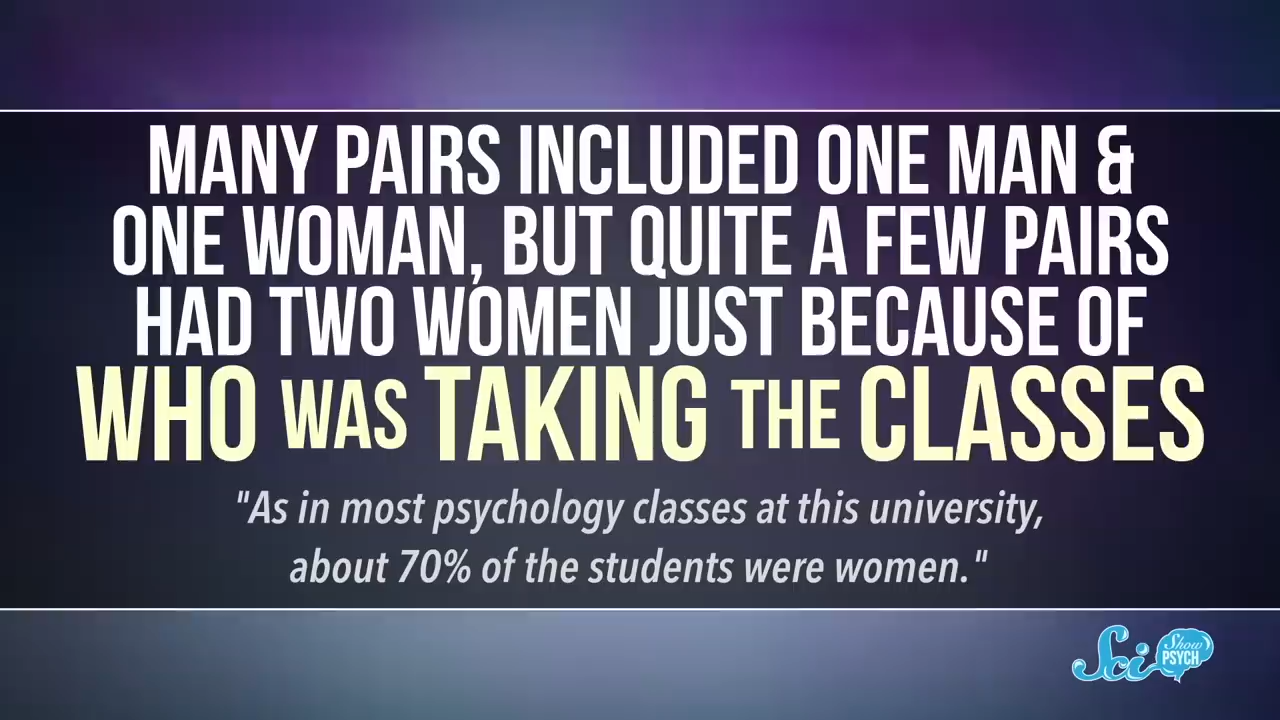 MANY PAIRS INCLUDED ONE MAN &
ONE WOMAN, BUT QUITE A FEW PAIRS
HAD TWO WOMEN JUST BECAUSE OF
WHO WAS TAKING THE CLASSES
"As in most psychology classes at this university,
about 70% of the students were women."
Sci Show
PSYCH